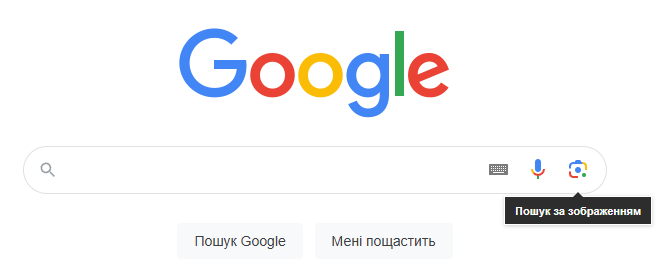 Google
Пошук за зображенням
Пошук Google
Мені пощастить